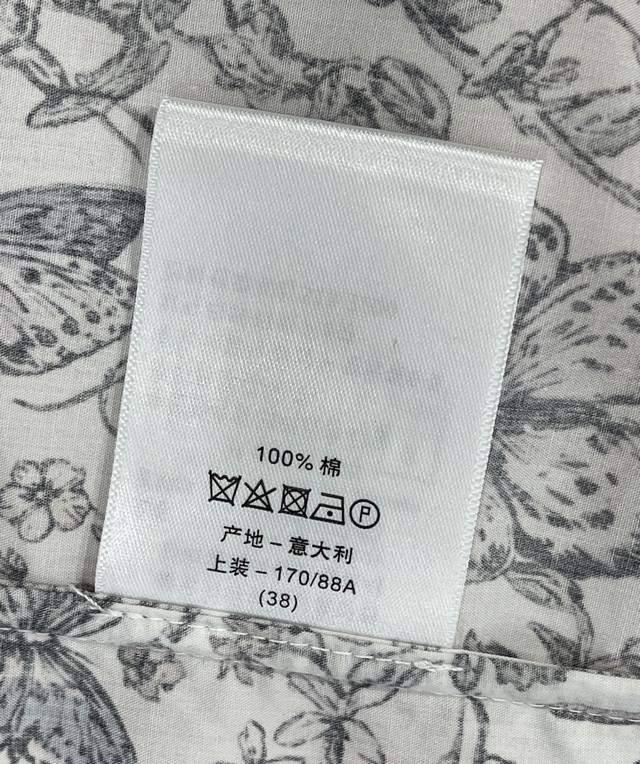 100% 棉
P
产地 – 意大利
上装 – 170/88A
(38)